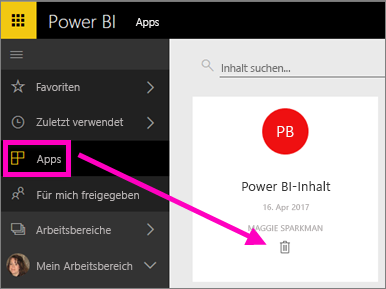 Power BI Apps
Favoriten
Zuletzt verwendet
Apps
Für mich freigegeben
Arbeitsbereiche
Mein Arbeitsbereich
Inhalt suchen...
PB
Power BI-Inhalt
16. Apr 2017
MAGGIE SPARKMAN